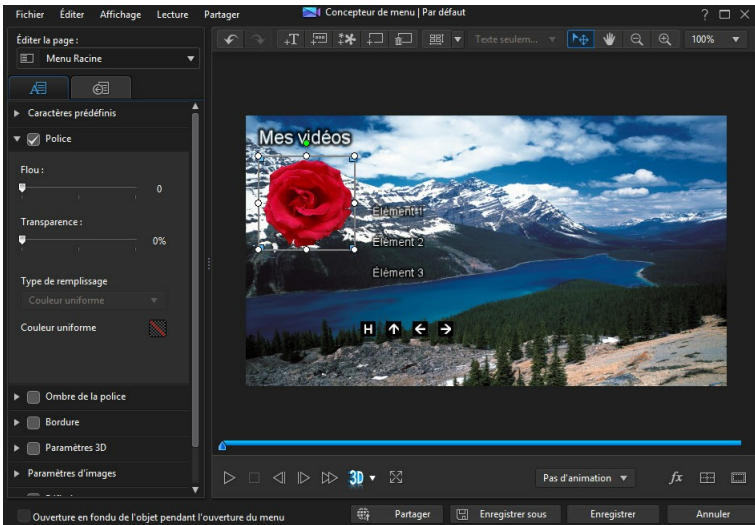 Fichier Éditer Affichage Lecture Partager
Concepteur de menu | Par défaut
Éditer la page :
Menu Racine
Texte seulem...
100%
Caractères prédéfinis
Police
Flou :
0
Transparence :
0%
Type de remplissage
Couleur uniforme
Couleur uniforme
Ombre de la police
Bordure
Paramètres 3D
Paramètres d'images
Mes vidéos
Élément 1
Élément 2
Élément 3
H
3D
Pas d'animation
fx
Ouverture en fondu de l'objet pendant l'ouverture du menu
Partager
Enregistrer sous
Enregistrer
Annuler